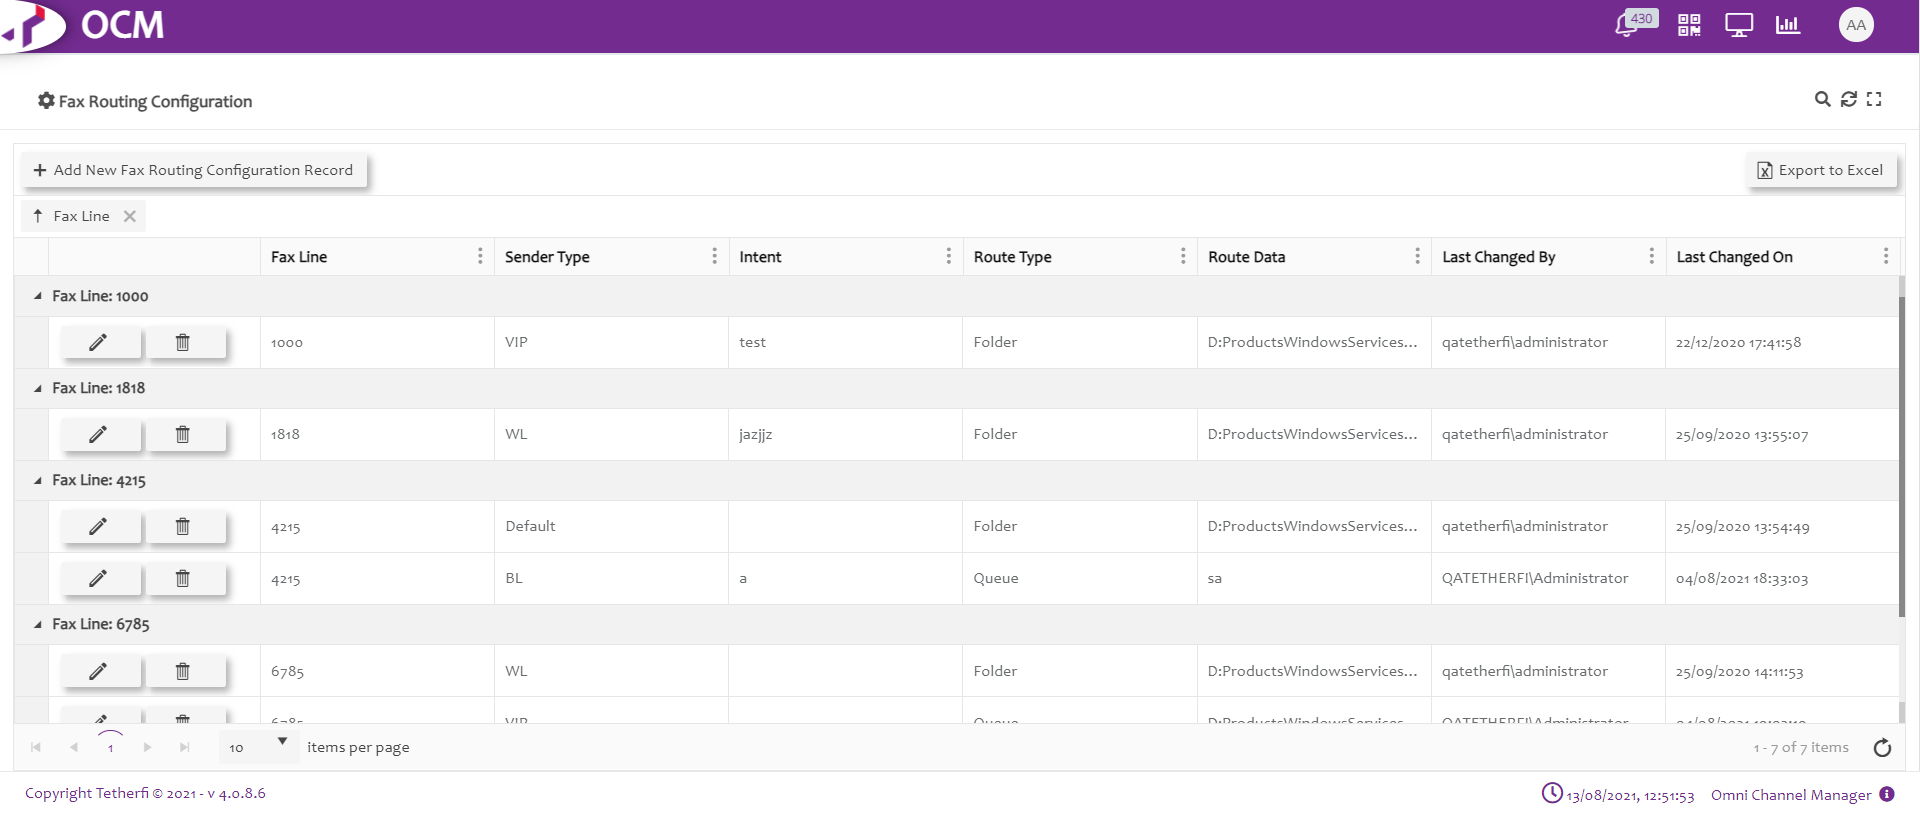 OCM
430
AA
Fax Routing Configuration
+ Add New Fax Routing Configuration Record
Export to Excel
Fax Line
Fax Line Sender Type Intent Route Type Route Data Last Changed By Last Changed On
Fax Line: 1000
1000 VIP test Folder D:ProductsWindowsServices... qatetherfi\administrator 22/12/2020 17:41:58
Fax Line: 1818
1818 WL jazjjz Folder D:ProductsWindowsServices... qatetherfi\administrator 25/09/2020 13:55:07
Fax Line: 4215
4215 Default Folder D:ProductsWindowsServices... qatetherfi\administrator 25/09/2020 13:54:49
4215 BL a Queue sa QATETHERFI\Administrator 04/08/2021 18:33:03
Fax Line: 6785
6785 WL Folder D:ProductsWindowsServices... qatetherfi\administrator 25/09/2020 14:11:53
6785 VIP Queue D:ProductsWindowsServices... QATETHERFI\Administrator
1
10 items per page
1 - 7 of 7 items
Copyright Tetherfi © 2021 - v 4.0.8.6
13/08/2021, 12:51:53 Omni Channel Manager